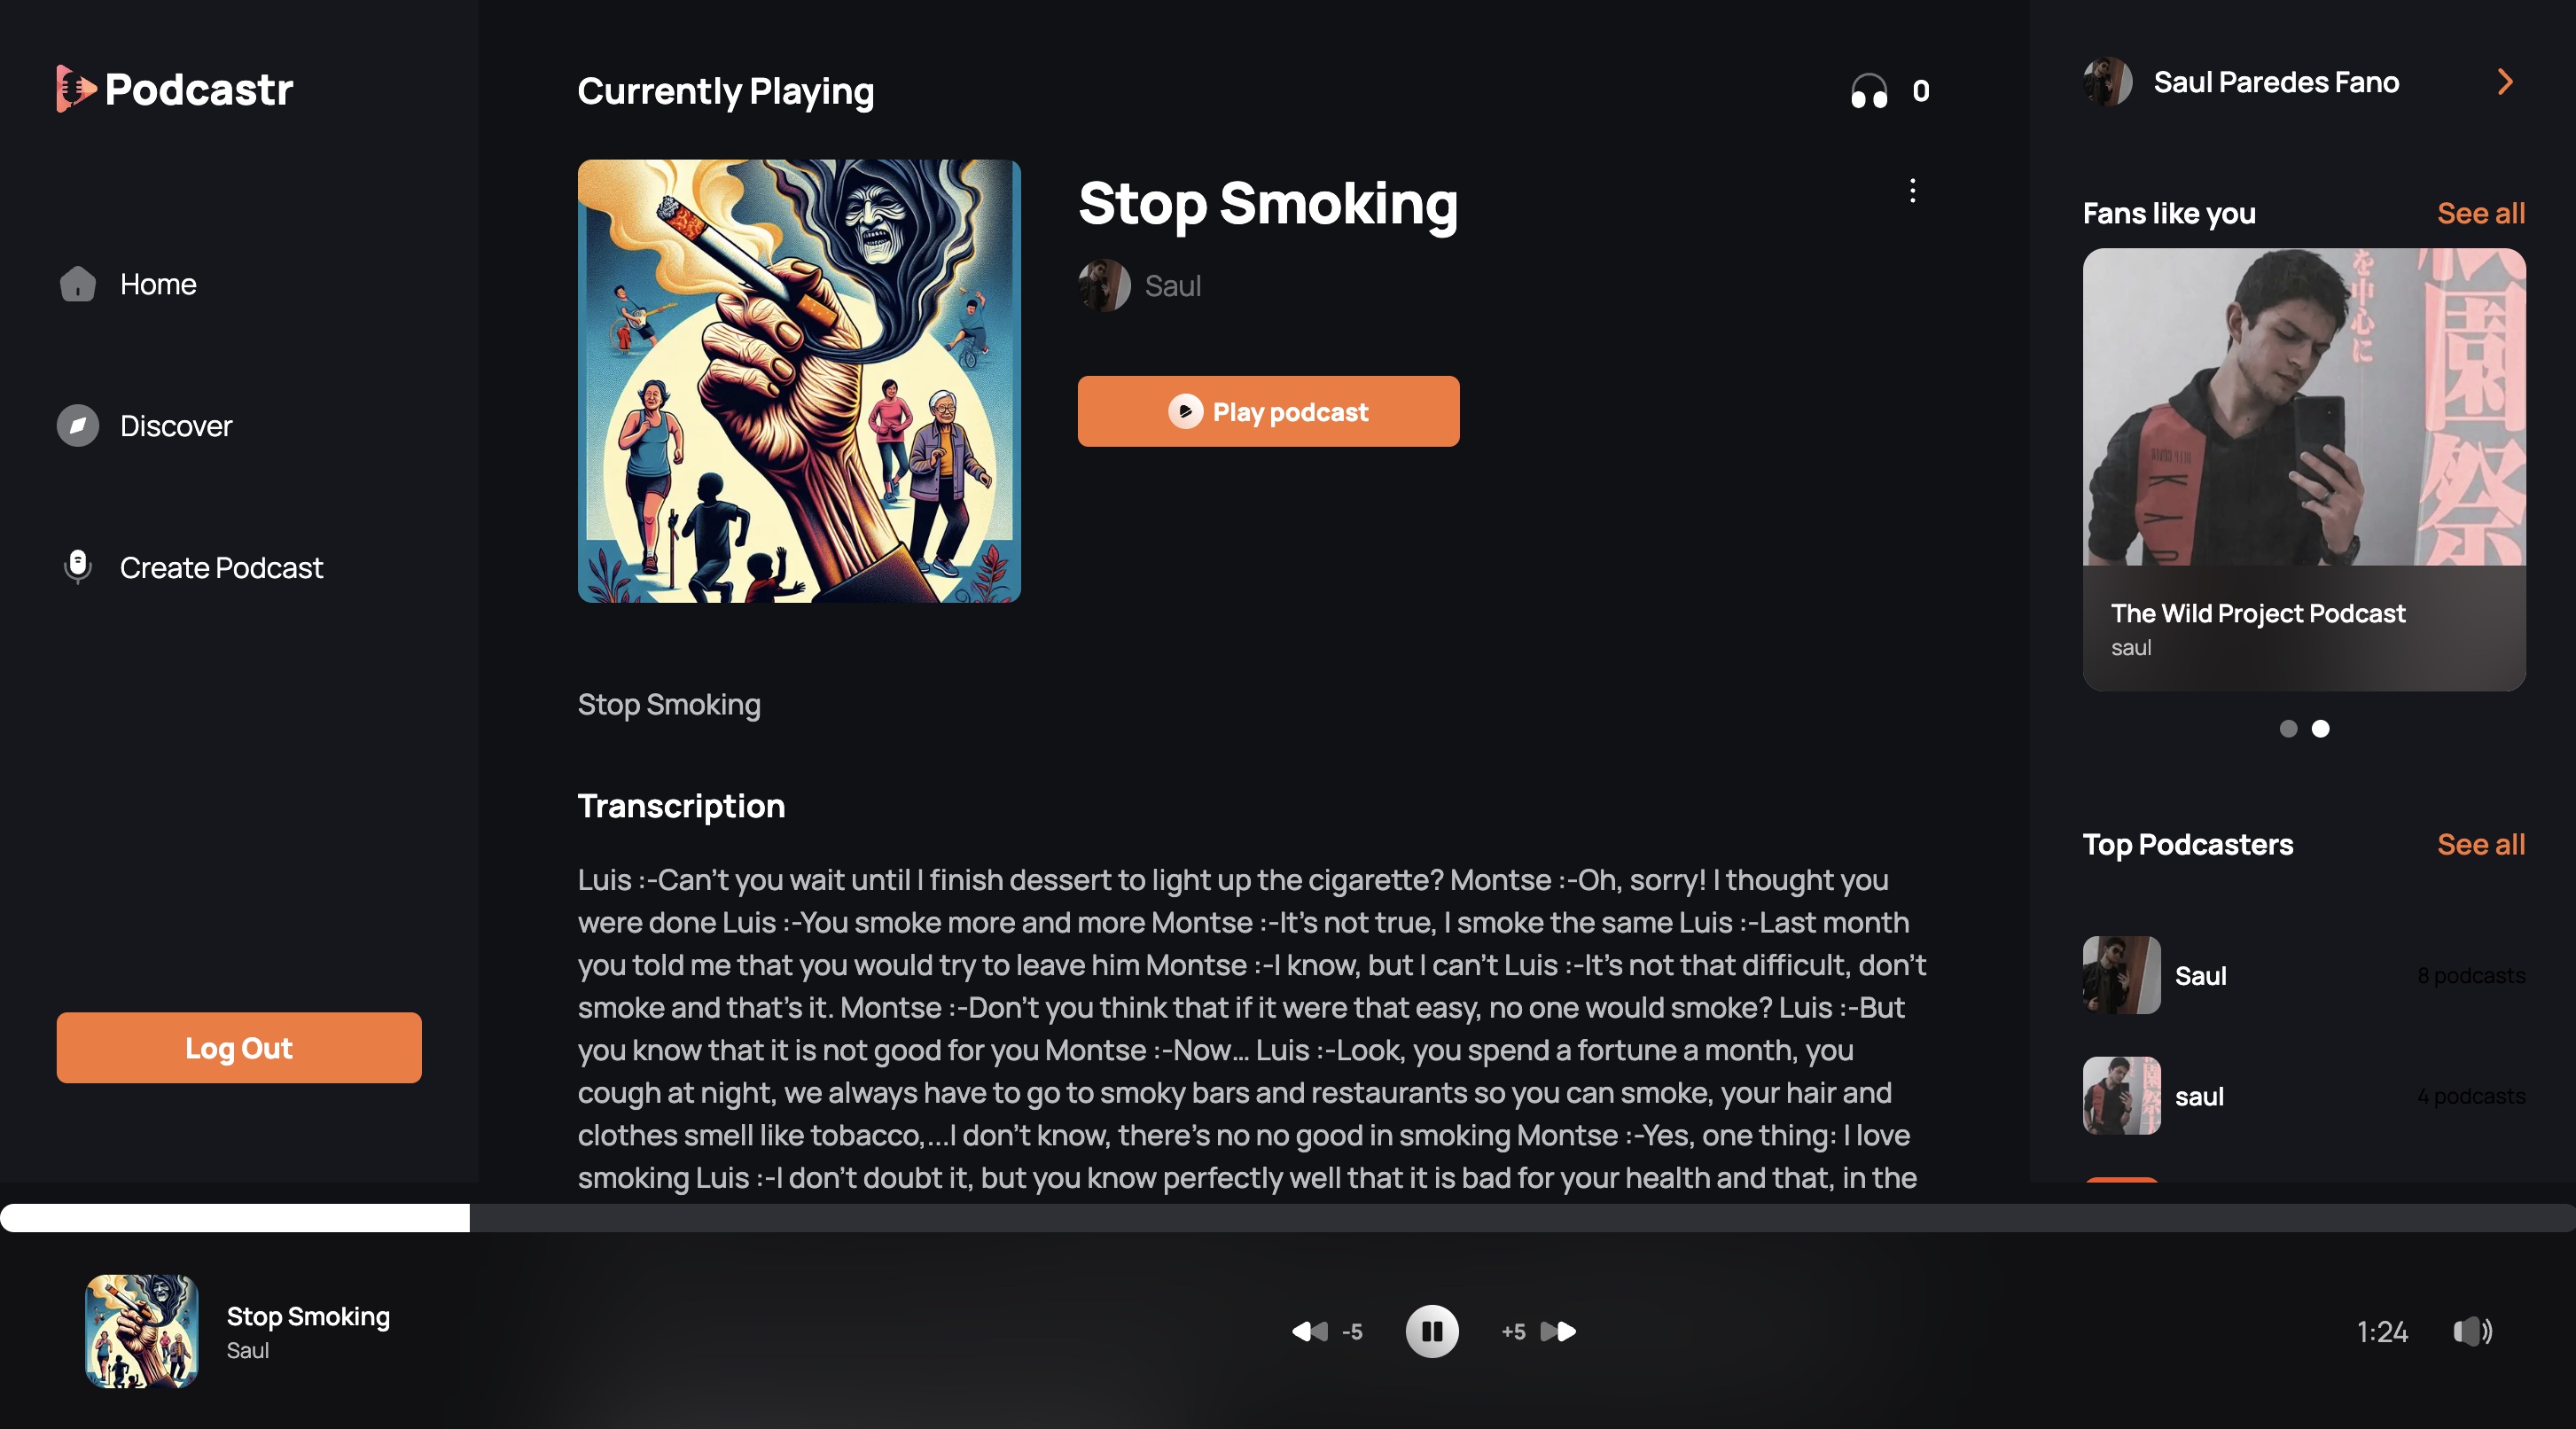 Podcastr
Home
Discover
Create Podcast
Log Out
Currently Playing
0
Stop Smoking
Saul
Play podcast
Stop Smoking
Transcription
Luis :-Can't you wait until I finish dessert to light up the cigarette? Montse :-Oh, sorry! I thought you
were done Luis :-You smoke more and more Montse :-It's not true, I smoke the same Luis :-Last month
you told me that you would try to leave him Montse :-I know, but I can't Luis :-It's not that difficult, don't
smoke and that's it. Montse :-Don't you think that if it were that easy, no one would smoke? Luis :-But
you know that it is not good for you Montse :-Now... Luis :-Look, you spend a fortune a month, you
cough at night, we always have to go to smoky bars and restaurants so you can smoke, your hair and
clothes smell like tobacco,...I don't know, there's no no good in smoking Montse :-Yes, one thing: I love
smoking Luis :-I don't doubt it, but you know perfectly well that it is bad for your health and that, in the
Saul Paredes Fano
Fans like you
See all
を中心に
園祭
The Wild Project Podcast
saul
Top Podcasters
See all
Saul
8 podcasts
saul
4 podcasts
Stop Smoking
Saul
-5
+5
1:24